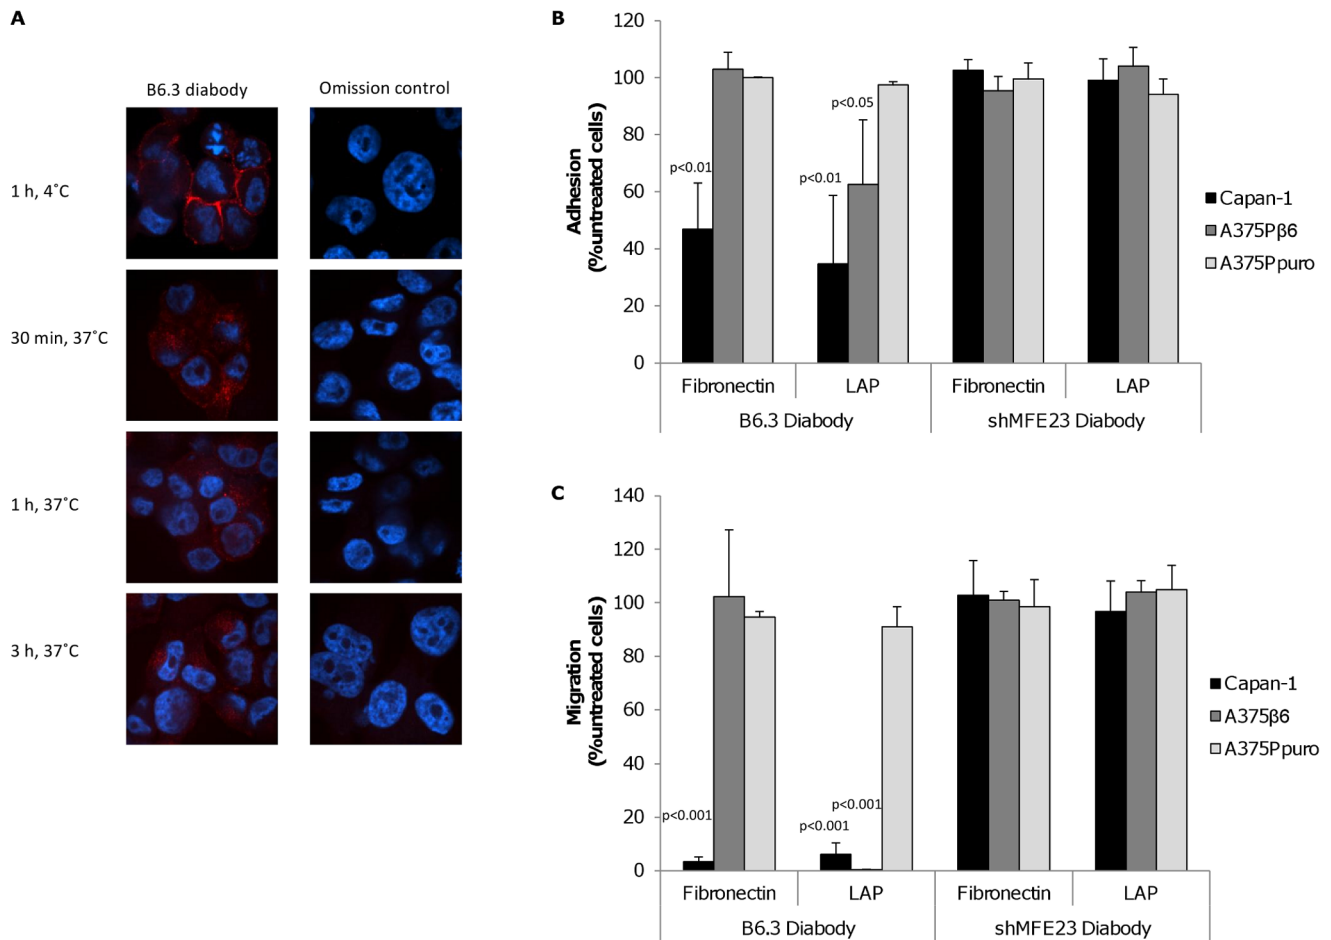 A
B6.3 diabody
Omission control
1 h, 4˚C
30 min, 37˚C
1 h, 37˚C
3 h, 37˚C
B
Adhesion
(%untreated cells)
120
100
80
60
40
20
0
p<0.01
p<0.01
p<0.05
Fibronectin
LAP
Fibronectin
LAP
B6.3 Diabody
shMFE23 Diabody
Capan-1
A375Pβ6
A375Ppuro
C
Migration
(%untreated cells)
140
120
100
80
60
40
20
0
p<0.001
p<0.001
p<0.001
Fibronectin
LAP
Fibronectin
LAP
B6.3 Diabody
shMFE23 Diabody
Capan-1
A375β6
A375Ppuro